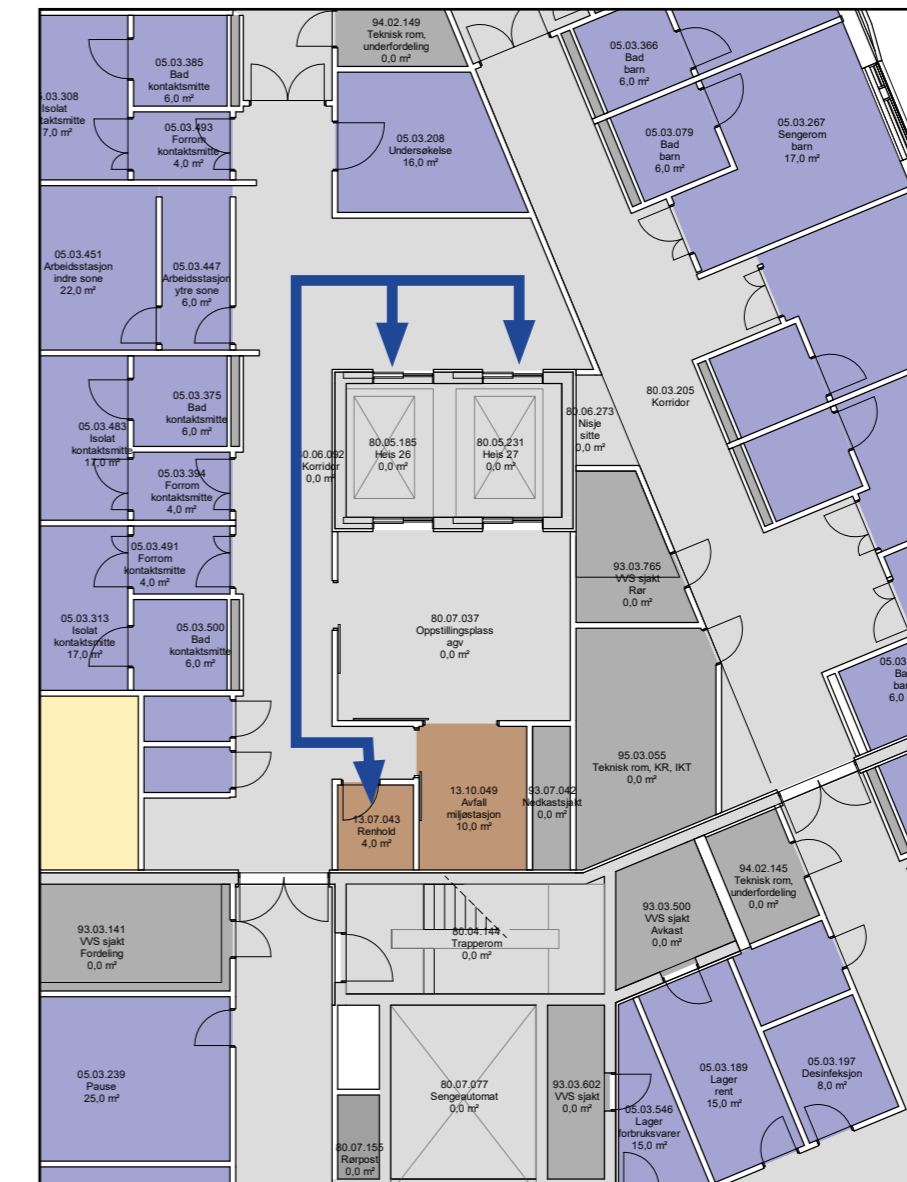 94.02.149
Teknisk rom,
underfordeling
0,0 m²
05.03.385
Bad
kontaktsmitte
6,0 m²
05.03.366
Bad
barn
6,0 m²
05.03.267
Sengerom
barn
17,0 m²
.03.308
Isolat
taktsmitte
7,0 m²
05.03.493
Forrom
kontaktsmitte
4,0 m²
05.03.208
Undersøkelse
16,0 m²
05.03.079
Bad
barn
6,0 m²
05.03.451
Arbeidsstasjon
indre sone
22,0 m²
05.03.447
Arbeidsstasjon
ytre sone
6,0 m²
05.03.375
Bad
kontaktsmitte
6,0 m²
80.03.205
Korridor
05.03.483
Isolat
kontaktsmitte
17,0 m²
80.06.273
Nisje
sitte
0,0 m²
80.05.185
Heis 26
0,0 m²
80.05.231
Heis 27
0,0 m²
80.06.092
Korridor
0,0 m²
05.03.394
Forrom
kontaktsmitte
4,0 m²
05.03.491
Forrom
kontaktsmitte
4,0 m²
93.03.765
VVS sjakt
Rør
0,0 m²
05.03.313
Isolat
kontaktsmitte
17,0 m²
05.03.500
Bad
kontaktsmitte
6,0 m²
80.07.037
Oppstillingsplass
agv
0,0 m²
05.03.
Ba
bar
6,0
95.03.055
Teknisk rom, KR, IKT
0,0 m²
13.07.043
Renhold
4,0 m²
13.10.049
Avfall
miljøstasjon
10,0 m²
93.07.042
Nedkastsjakt
0,0 m²
94.02.145
Teknisk rom,
underfordeling
0,0 m²
93.03.500
VVS sjakt
Avkast
0,0 m²
93.03.141
VVS sjakt
Fordeling
0,0 m²
80.04.144
Trapperom
0,0 m²
05.03.239
Pause
25,0 m²
80.07.077
Sengeautomat
0,0 m²
93.03.602
VVS sjakt
0,0 m²
05.03.189
Lager
rent
15,0 m²
05.03.197
Desinfeksjon
8,0 m²
05.03.546
Lager
forbruksvarer
15,0 m²
80.07.155
Rørpost
0,0 m²